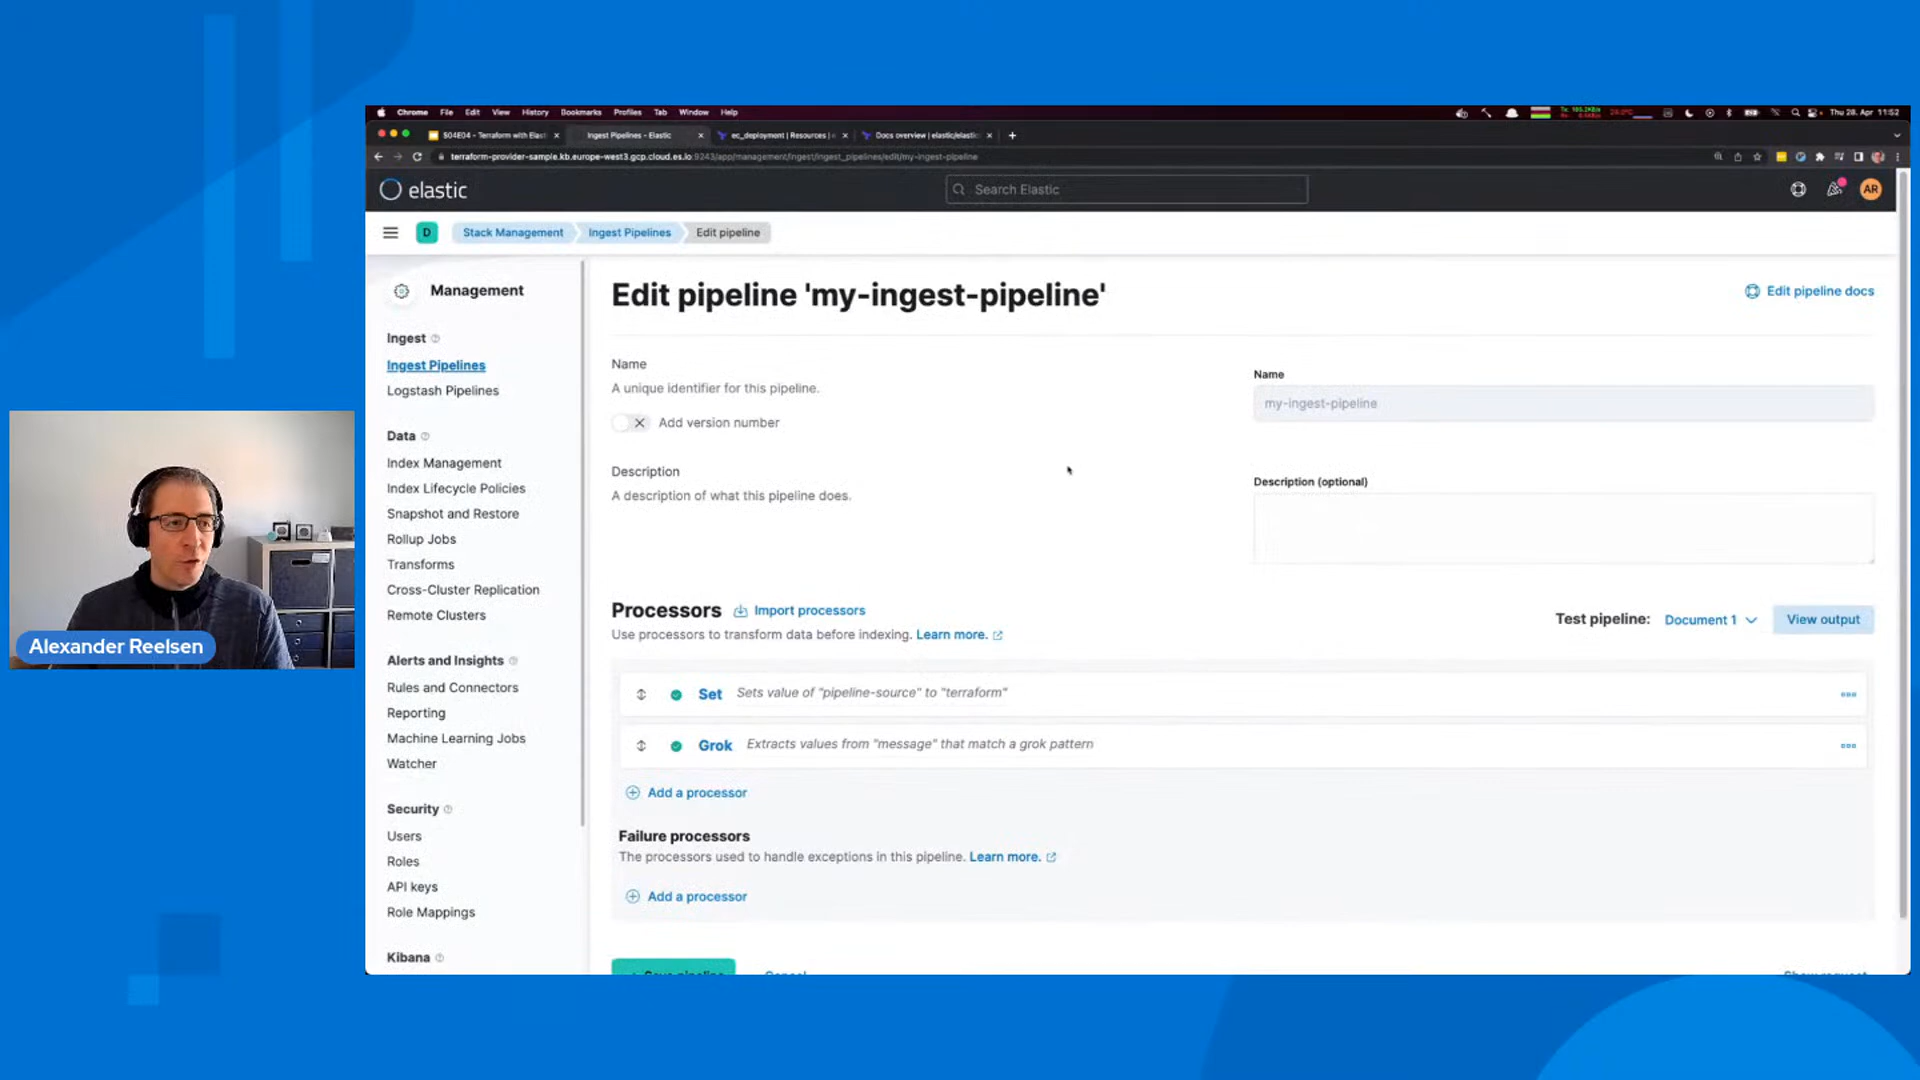 Chrome File Edit View History Bookmarks Profiles Tab Window Help
Thu 28. Apr 11:52
S04E04 - Terraform with Elast
Ingest Pipelines - Elastic
ec_deployment | Resources | e
Docs overview | elastic/elastic
terraform-provider-sample.kb.europe-west3.gcp.cloud.es.io:9243/app/management/ingest/ingest_pipelines/edit/my-ingest-pipeline
elastic
Search Elastic
AR
D
Stack Management
Ingest Pipelines
Edit pipeline
Management
Ingest
Ingest Pipelines
Logstash Pipelines
Data
Index Management
Index Lifecycle Policies
Snapshot and Restore
Rollup Jobs
Transforms
Cross-Cluster Replication
Remote Clusters
Alerts and Insights
Rules and Connectors
Reporting
Machine Learning Jobs
Watcher
Security
Users
Roles
API keys
Role Mappings
Kibana
Edit pipeline 'my-ingest-pipeline'
Edit pipeline docs
Name
A unique identifier for this pipeline.
Add version number
Name
my-ingest-pipeline
Description
A description of what this pipeline does.
Description (optional)
Processors
Import processors
Use processors to transform data before indexing. Learn more.
Test pipeline:
Document 1
View output
Set
Sets value of "pipeline-source" to "terraform"
Grok
Extracts values from "message" that match a grok pattern
Add a processor
Failure processors
The processors used to handle exceptions in this pipeline. Learn more.
Add a processor
Save pipeline
Cancel
Show request
Alexander Reelsen